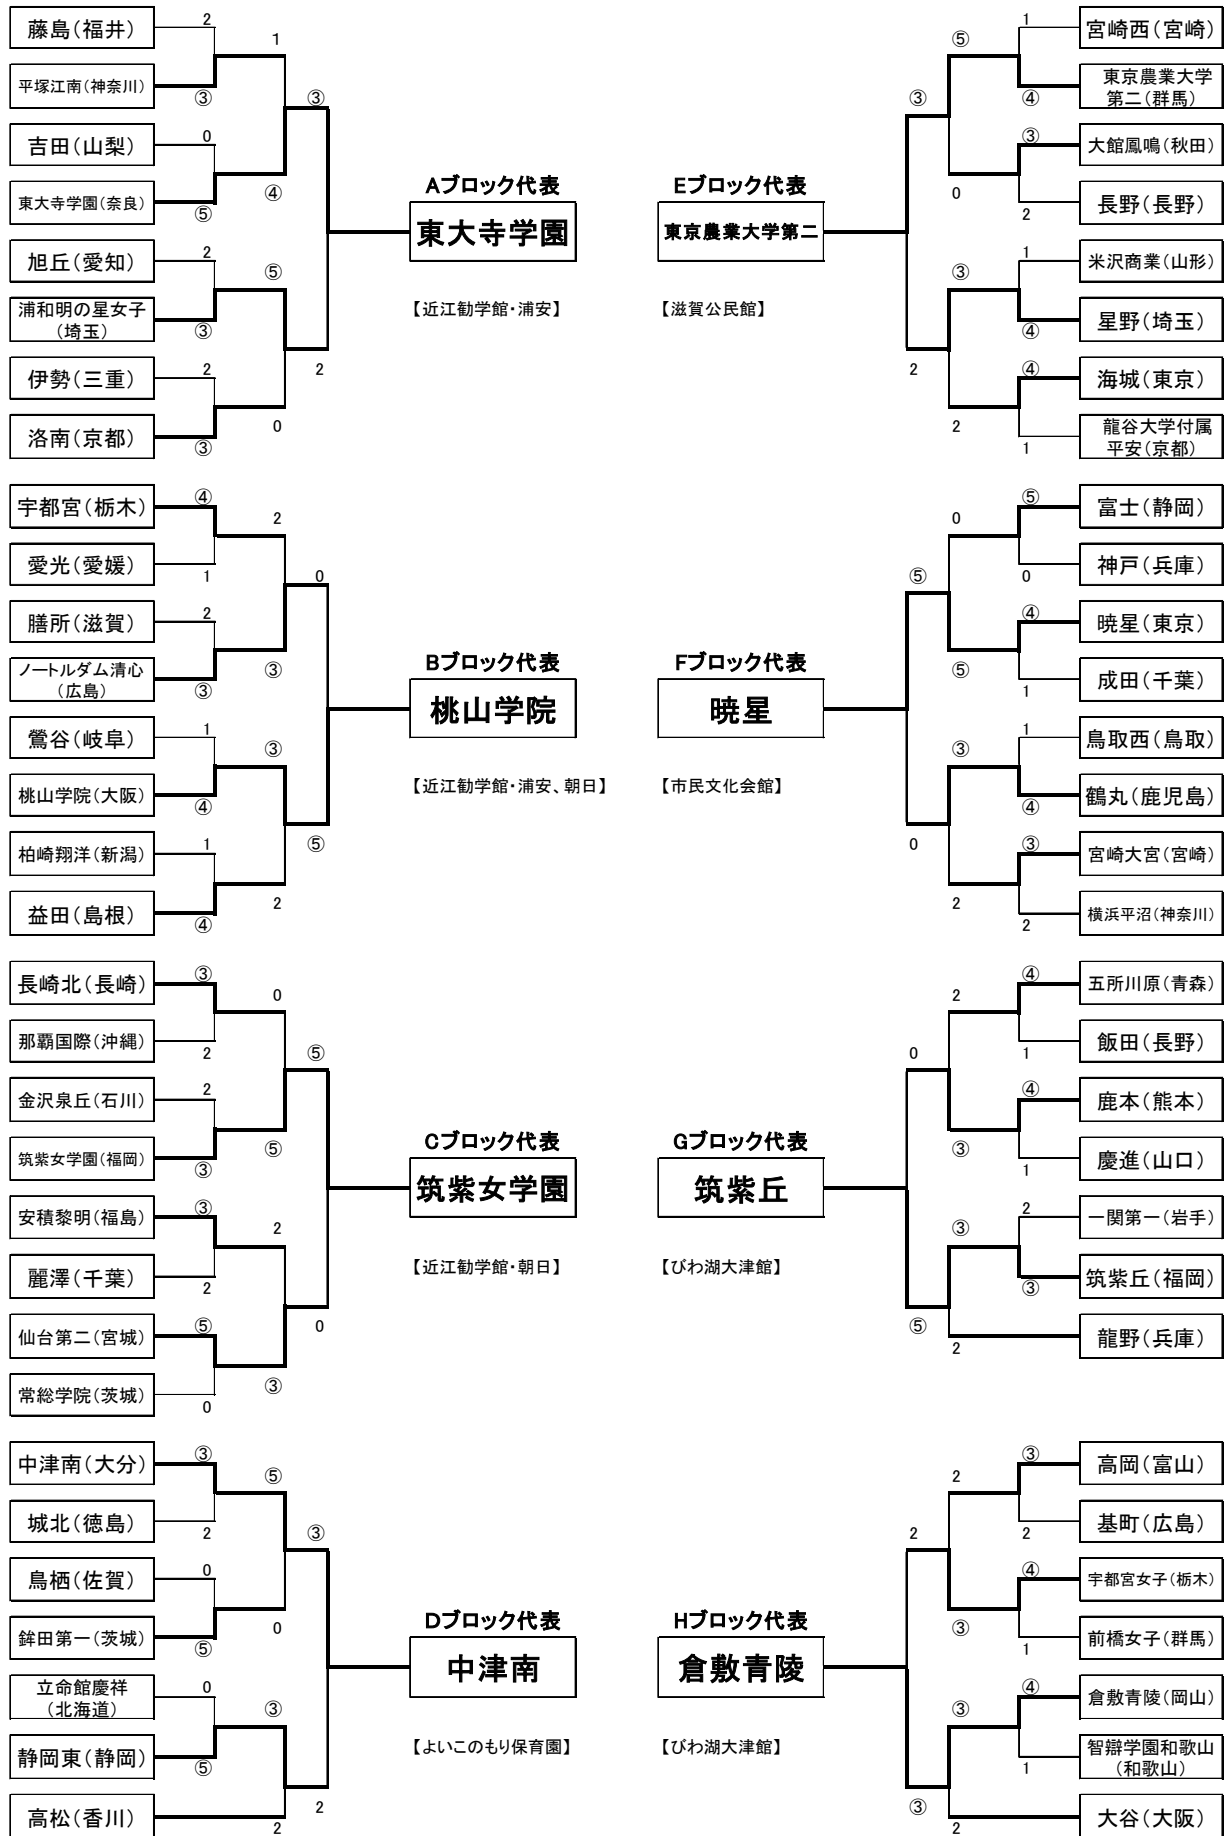 藤島(福井)
2
1
平塚江南(神奈川)
③
③
吉田(山梨)
0
東大寺学園(奈良)
⑤
④
旭丘(愛知)
2
⑤
浦和明の星女子
(埼玉)
③
2
伊勢(三重)
2
0
洛南(京都)
③
Aブロック代表
東大寺学園
【近江勧学館・浦安】
宇都宮(栃木)
④
2
愛光(愛媛)
1
0
膳所(滋賀)
2
ノートルダム清心
(広島)
③
③
鶯谷(岐阜)
1
③
桃山学院(大阪)
④
⑤
柏崎翔洋(新潟)
1
2
益田(島根)
④
Bブロック代表
桃山学院
【近江勧学館・浦安、朝日】
長崎北(長崎)
③
0
那覇国際(沖縄)
2
⑤
金沢泉丘(石川)
2
筑紫女学園(福岡)
③
⑤
安積黎明(福島)
③
2
麗澤(千葉)
2
0
仙台第二(宮城)
⑤
③
常総学院(茨城)
0
Cブロック代表
筑紫女学園
【近江勧学館・朝日】
中津南(大分)
③
⑤
城北(徳島)
2
③
鳥栖(佐賀)
0
鉾田第一(茨城)
⑤
0
立命館慶祥
(北海道)
0
③
静岡東(静岡)
⑤
2
高松(香川)
2
Dブロック代表
中津南
【よいこのもり保育園】
宮崎西(宮崎)
1
⑤
東京農業大学
第二(群馬)
④
③
大館鳳鳴(秋田)
③
0
長野(長野)
2
米沢商業(山形)
1
③
星野(埼玉)
④
2
海城(東京)
④
2
龍谷大学付属
平安(京都)
1
Eブロック代表
東京農業大学第二
【滋賀公民館】
富士(静岡)
⑤
0
神戸(兵庫)
0
⑤
暁星(東京)
④
⑤
成田(千葉)
1
鳥取西(鳥取)
1
③
鶴丸(鹿児島)
④
0
宮崎大宮(宮崎)
③
2
横浜平沼(神奈川)
2
Fブロック代表
暁星
【市民文化会館】
五所川原(青森)
④
2
飯田(長野)
1
0
鹿本(熊本)
④
③
慶進(山口)
1
一関第一(岩手)
2
③
筑紫丘(福岡)
③
⑤
龍野(兵庫)
2
Gブロック代表
筑紫丘
【びわ湖大津館】
高岡(富山)
③
2
基町(広島)
2
2
宇都宮女子(栃木)
④
③
前橋女子(群馬)
1
倉敷青陵(岡山)
④
③
智辯学園和歌山
(和歌山)
1
③
大谷(大阪)
2
Hブロック代表
倉敷青陵
【びわ湖大津館】